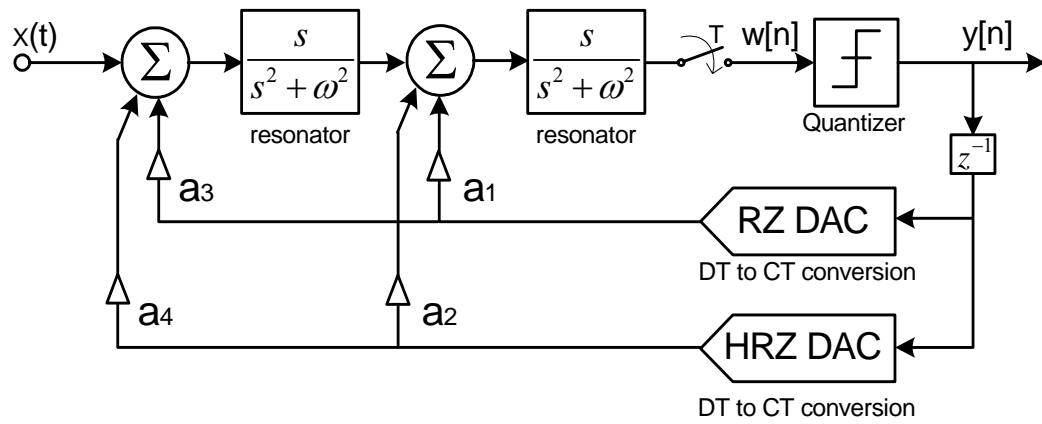 x(t)
Σ
s
s² + ω²
resonator
Σ
s
s² + ω²
resonator
T
w[n]
Quantizer
y[n]
z⁻¹
a3
a1
RZ DAC
DT to CT conversion
a4
a2
HRZ DAC
DT to CT conversion